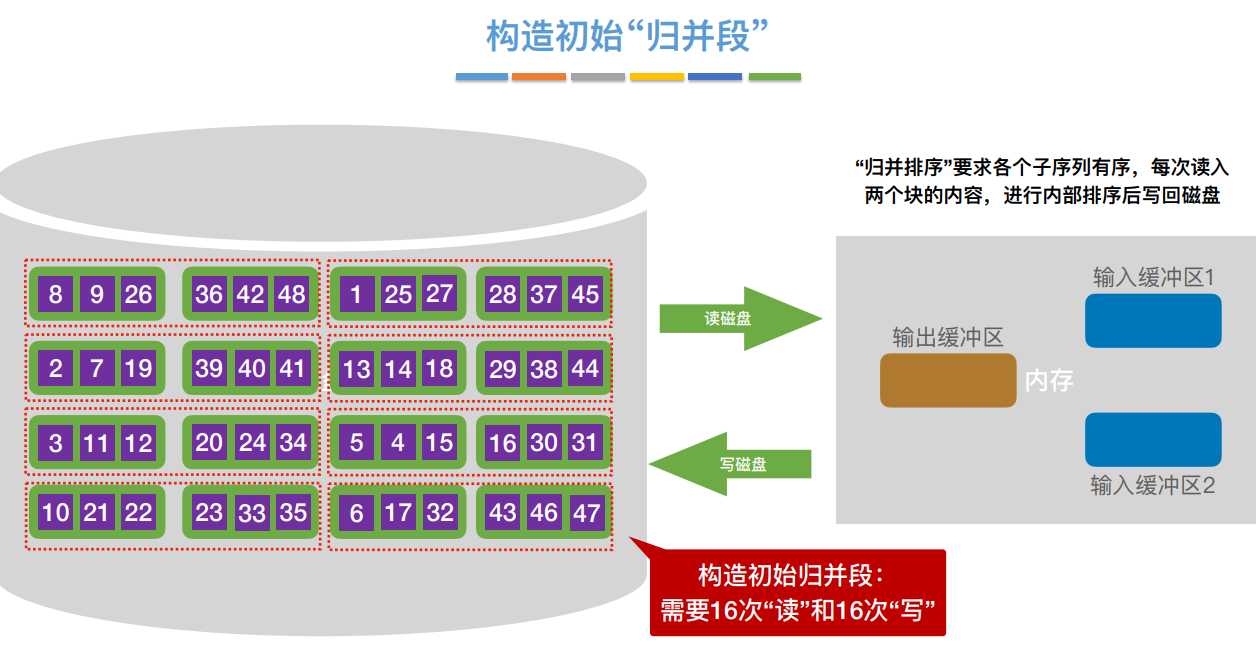 构造初始“归并段”
“归并排序”要求各个子序列有序，每次读入
两个块的内容，进行内部排序后写回磁盘
8 9 26 36 42 48 1 25 27 28 37 45
2 7 19 39 40 41 13 14 18 29 38 44
3 11 12 20 24 34 5 4 15 16 30 31
10 21 22 23 33 35 6 17 32 43 46 47
读磁盘
写磁盘
输入缓冲区1
输出缓冲区
内存
输入缓冲区2
构造初始归并段：
需要16次“读”和16次“写”